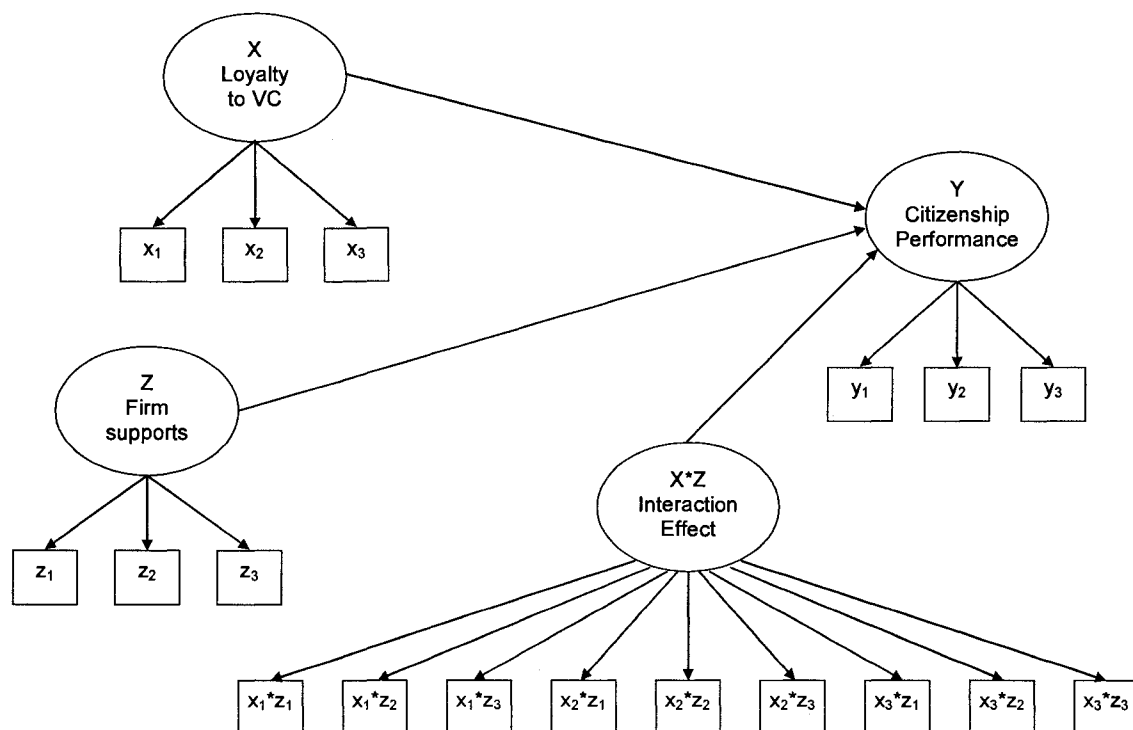 X
Loyalty
to VC
x₁ x₂ x₃
Y
Citizenship
Performance
y₁ y₂ y₃
Z
Firm
supports
z₁ z₂ z₃
X*Z
Interaction
Effect
x₁*z₁ x₁*z₂ x₁*z₃ x₂*z₁ x₂*z₂ x₂*z₃ x₃*z₁ x₃*z₂ x₃*z₃